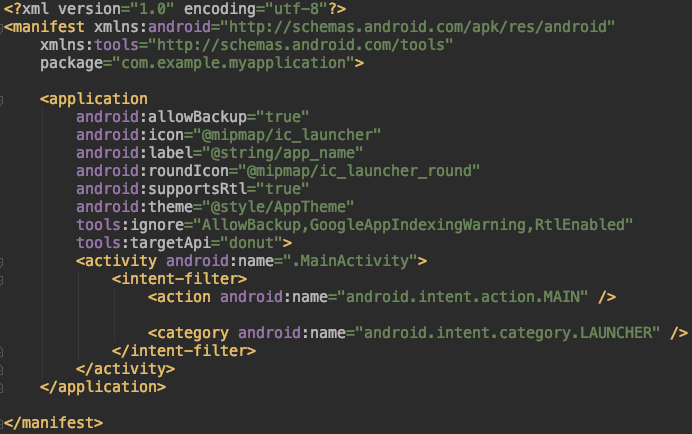 <?xml version="1.0" encoding="utf-8"?>
<manifest xmlns:android="http://schemas.android.com/apk/res/android"
    xmlns:tools="http://schemas.android.com/tools"
    package="com.example.myapplication">

    <application
        android:allowBackup="true"
        android:icon="@mipmap/ic_launcher"
        android:label="@string/app_name"
        android:roundIcon="@mipmap/ic_launcher_round"
        android:supportsRtl="true"
        android:theme="@style/AppTheme"
        tools:ignore="AllowBackup,GoogleAppIndexingWarning,RtlEnabled"
        tools:targetApi="donut">
        <activity android:name=".MainActivity">
            <intent-filter>
                <action android:name="android.intent.action.MAIN" />

                <category android:name="android.intent.category.LAUNCHER" />
            </intent-filter>
        </activity>
    </application>

</manifest>